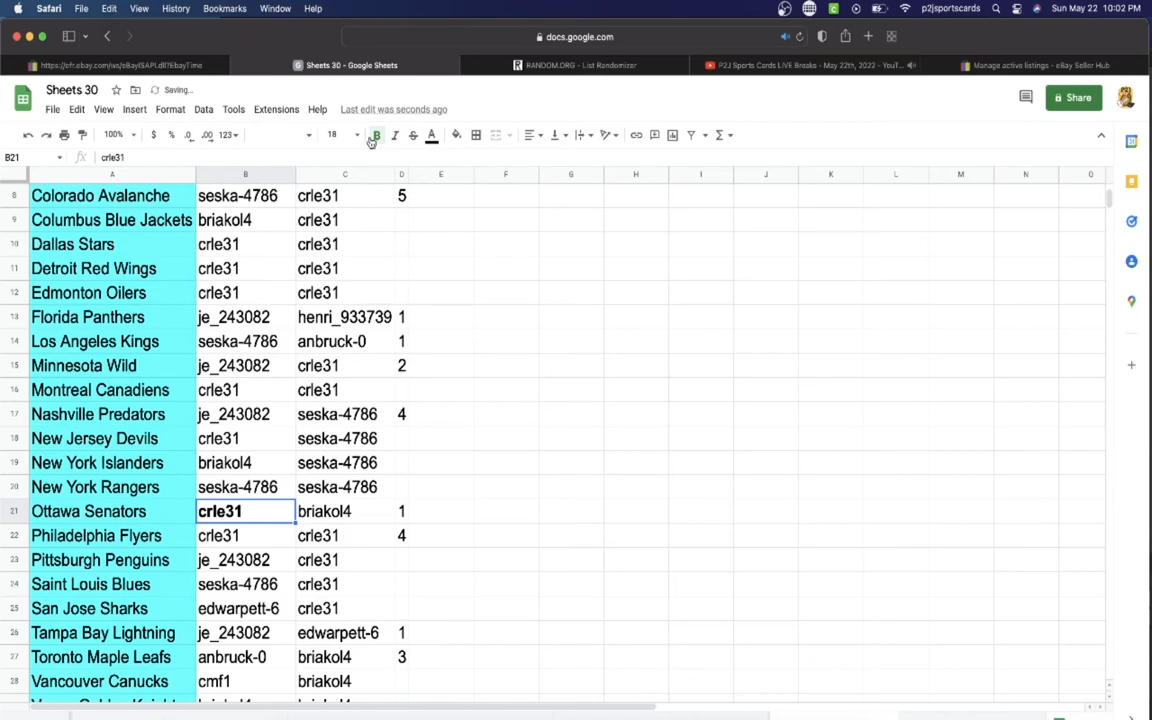 Safari File Edit View History Bookmarks Window Help p2jsportscards Sun May 22 10:02 PM
docs.google.com
https://ofr.ebay.com/ws/eBayISAPI.dll?EbayTime Sheets 30 - Google Sheets RANDOM.ORG - List Randomizer P2J Sports Cards LIVE Breaks - May 22th, 2022 - YouT... Manage active listings - eBay Seller Hub
Sheets 30 Saving... Share
File Edit View Insert Format Data Tools Extensions Help Last edit was seconds ago
100% $ % .0 .00 123 18 B I S A
B21 fx crle31
A B C D E F G H I J K L M N O
8 Colorado Avalanche seska-4786 crle31 5
9 Columbus Blue Jackets briakol4 crle31
10 Dallas Stars crle31 crle31
11 Detroit Red Wings crle31 crle31
12 Edmonton Oilers crle31 crle31
13 Florida Panthers je_243082 henri_933739 1
14 Los Angeles Kings seska-4786 anbruck-0 1
15 Minnesota Wild je_243082 crle31 2
16 Montreal Canadiens crle31 crle31
17 Nashville Predators je_243082 seska-4786 4
18 New Jersey Devils crle31 seska-4786
19 New York Islanders briakol4 seska-4786
20 New York Rangers seska-4786 seska-4786
21 Ottawa Senators crle31 briakol4 1
22 Philadelphia Flyers crle31 crle31 4
23 Pittsburgh Penguins je_243082 crle31
24 Saint Louis Blues seska-4786 crle31
25 San Jose Sharks edwarpett-6 crle31
26 Tampa Bay Lightning je_243082 edwarpett-6 1
27 Toronto Maple Leafs anbruck-0 briakol4 3
28 Vancouver Canucks cmf1 briakol4